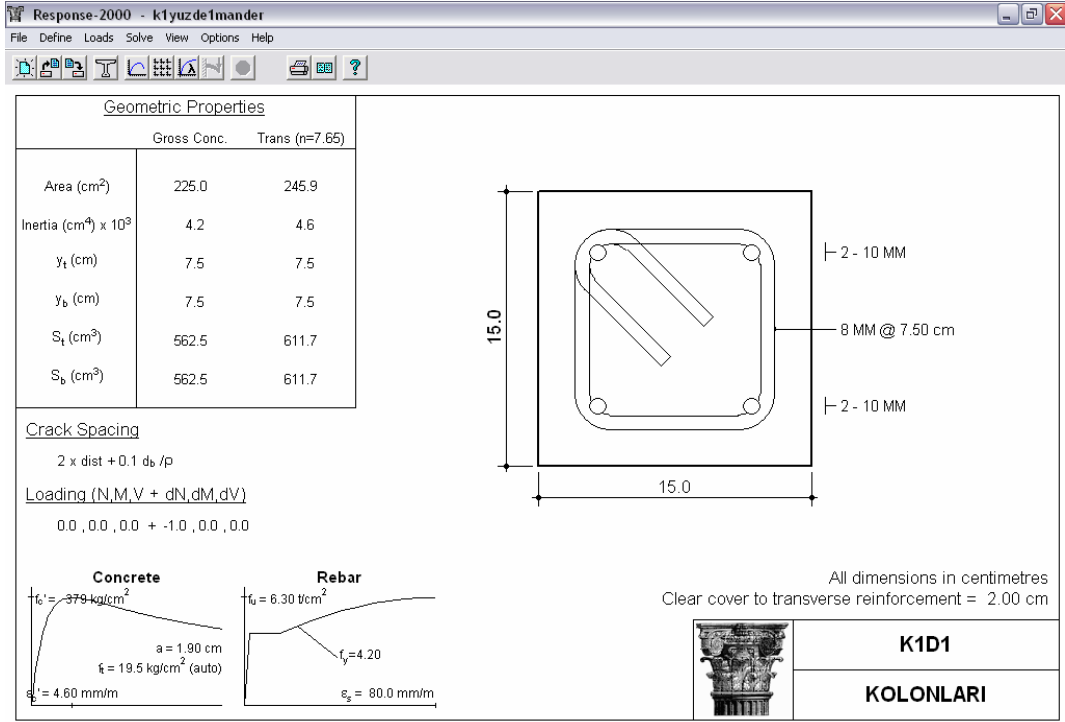 Response-2000 - k1yuzde1mander
File Define Loads Solve View Options Help
Geometric Properties
Gross Conc. Trans (n=7.65)
Area (cm²) 225.0 245.9
Inertia (cm⁴) x 10³ 4.2 4.6
yt (cm) 7.5 7.5
yb (cm) 7.5 7.5
St (cm³) 562.5 611.7
Sb (cm³) 562.5 611.7
Crack Spacing
2 x dist + 0.1 db /ρ
Loading (N,M,V + dN,dM,dV)
0.0 , 0.0 , 0.0 + -1.0 , 0.0 , 0.0
Concrete
fc' = 379 kg/cm²
a = 1.90 cm
ft = 19.5 kg/cm² (auto)
εc' = 4.60 mm/m
Rebar
fu = 6.30 t/cm²
fy=4.20
εs = 80.0 mm/m
15.0
15.0
2 - 10 MM
8 MM @ 7.50 cm
2 - 10 MM
All dimensions in centimetres
Clear cover to transverse reinforcement = 2.00 cm
K1D1
KOLONLARI